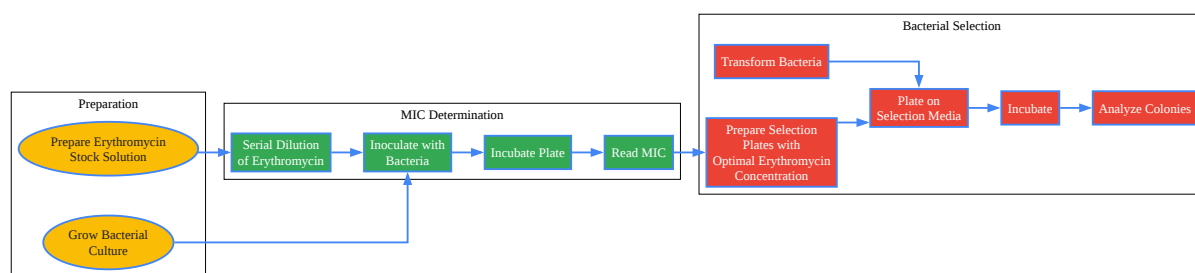 Preparation
Prepare Erythromycin
Stock Solution
Grow Bacterial
Culture
MIC Determination
Serial Dilution
of Erythromycin
Inoculate with
Bacteria
Incubate Plate
Read MIC
Bacterial Selection
Transform Bacteria
Prepare Selection
Plates with
Optimal Erythromycin
Concentration
Plate on
Selection Media
Incubate
Analyze Colonies